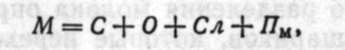 М = С + О + Сл + Пм,